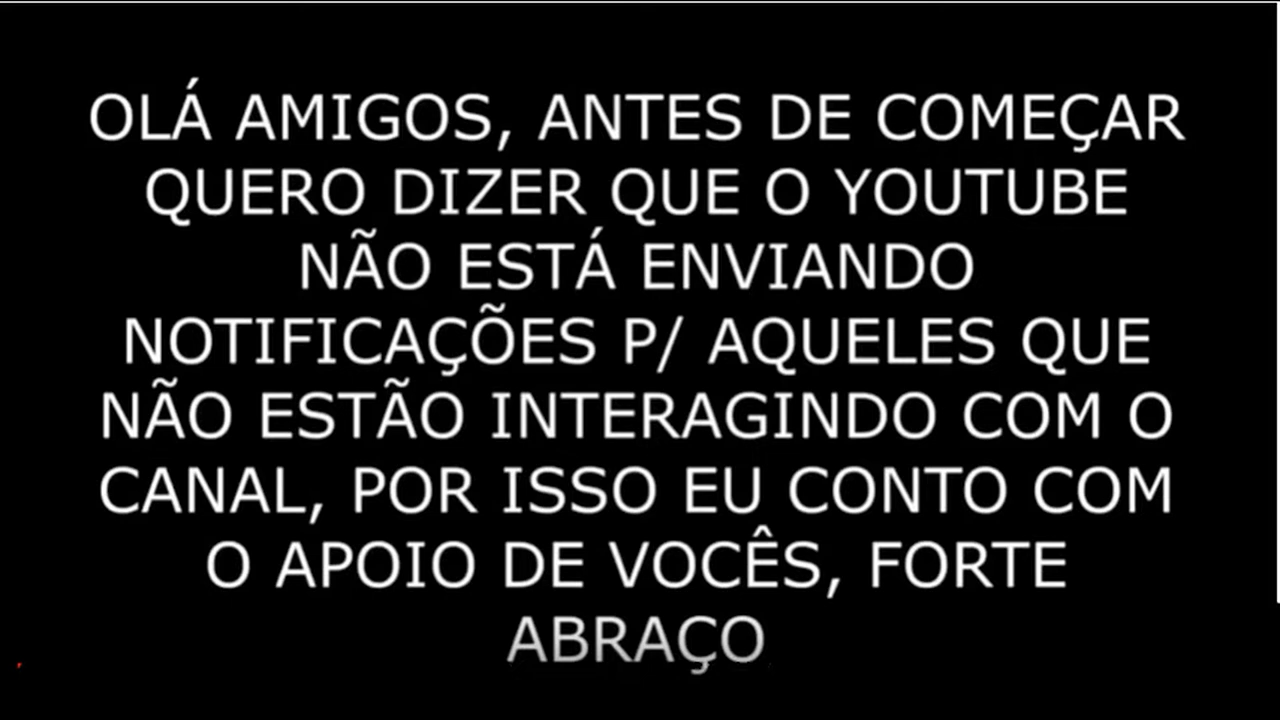 OLÁ AMIGOS, ANTES DE COMEÇAR
QUERO DIZER QUE O YOUTUBE
NÃO ESTÁ ENVIANDO
NOTIFICAÇÕES P/ AQUELES QUE
NÃO ESTÃO INTERAGINDO COM O
CANAL, POR ISSO EU CONTO COM
O APOIO DE VOCÊS, FORTE
ABRAÇO